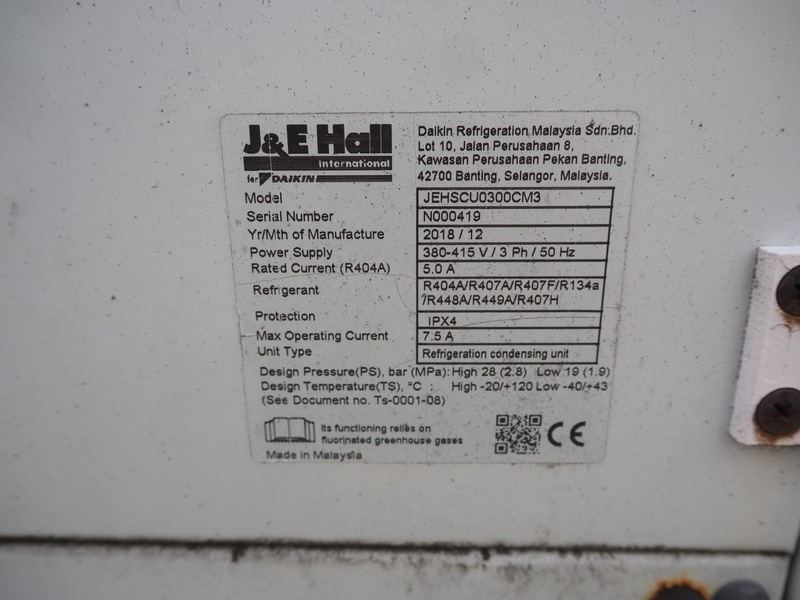 J&E Hall
International
for DAIKIN
Daikin Refrigeration Malaysia Sdn.Bhd.
Lot 10, Jalan Perusahaan 8,
Kawasan Perusahaan Pekan Banting,
42700 Banting, Selangor, Malaysia.
Model JEHSCU0300CM3
Serial Number N000419
Yr/Mth of Manufacture 2018 / 12
Power Supply 380-415 V / 3 Ph / 50 Hz
Rated Current (R404A) 5.0 A
Refrigerant R404A/R407A/R407F/R134a
/R448A/R449A/R407H
Protection IPX4
Max Operating Current 7.5 A
Unit Type Refrigeration condensing unit
Design Pressure(PS), bar (MPa): High 28 (2.8) Low 19 (1.9)
Design Temperature(TS), °C : High -20/+120 Low -40/+43
(See Document no. Ts-0001-08)
Its functioning relies on
fluorinated greenhouse gases
CE
Made in Malaysia